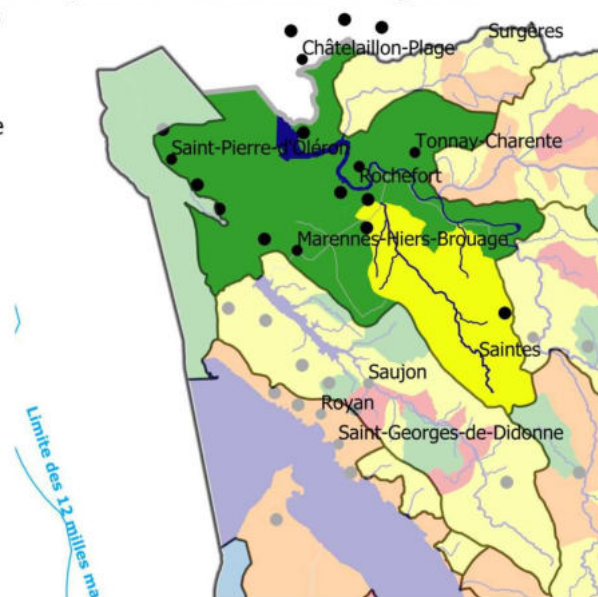 Surgères
Châtelaillon-Plage
e
Tonnay-Charente
Saint-Pierre-d'Oléron
Rochefort
Marennes-Hiers-Brouage
Saintes
Saujon
Royan
Saint-Georges-de-Didonne
Limite des 12 milles ma